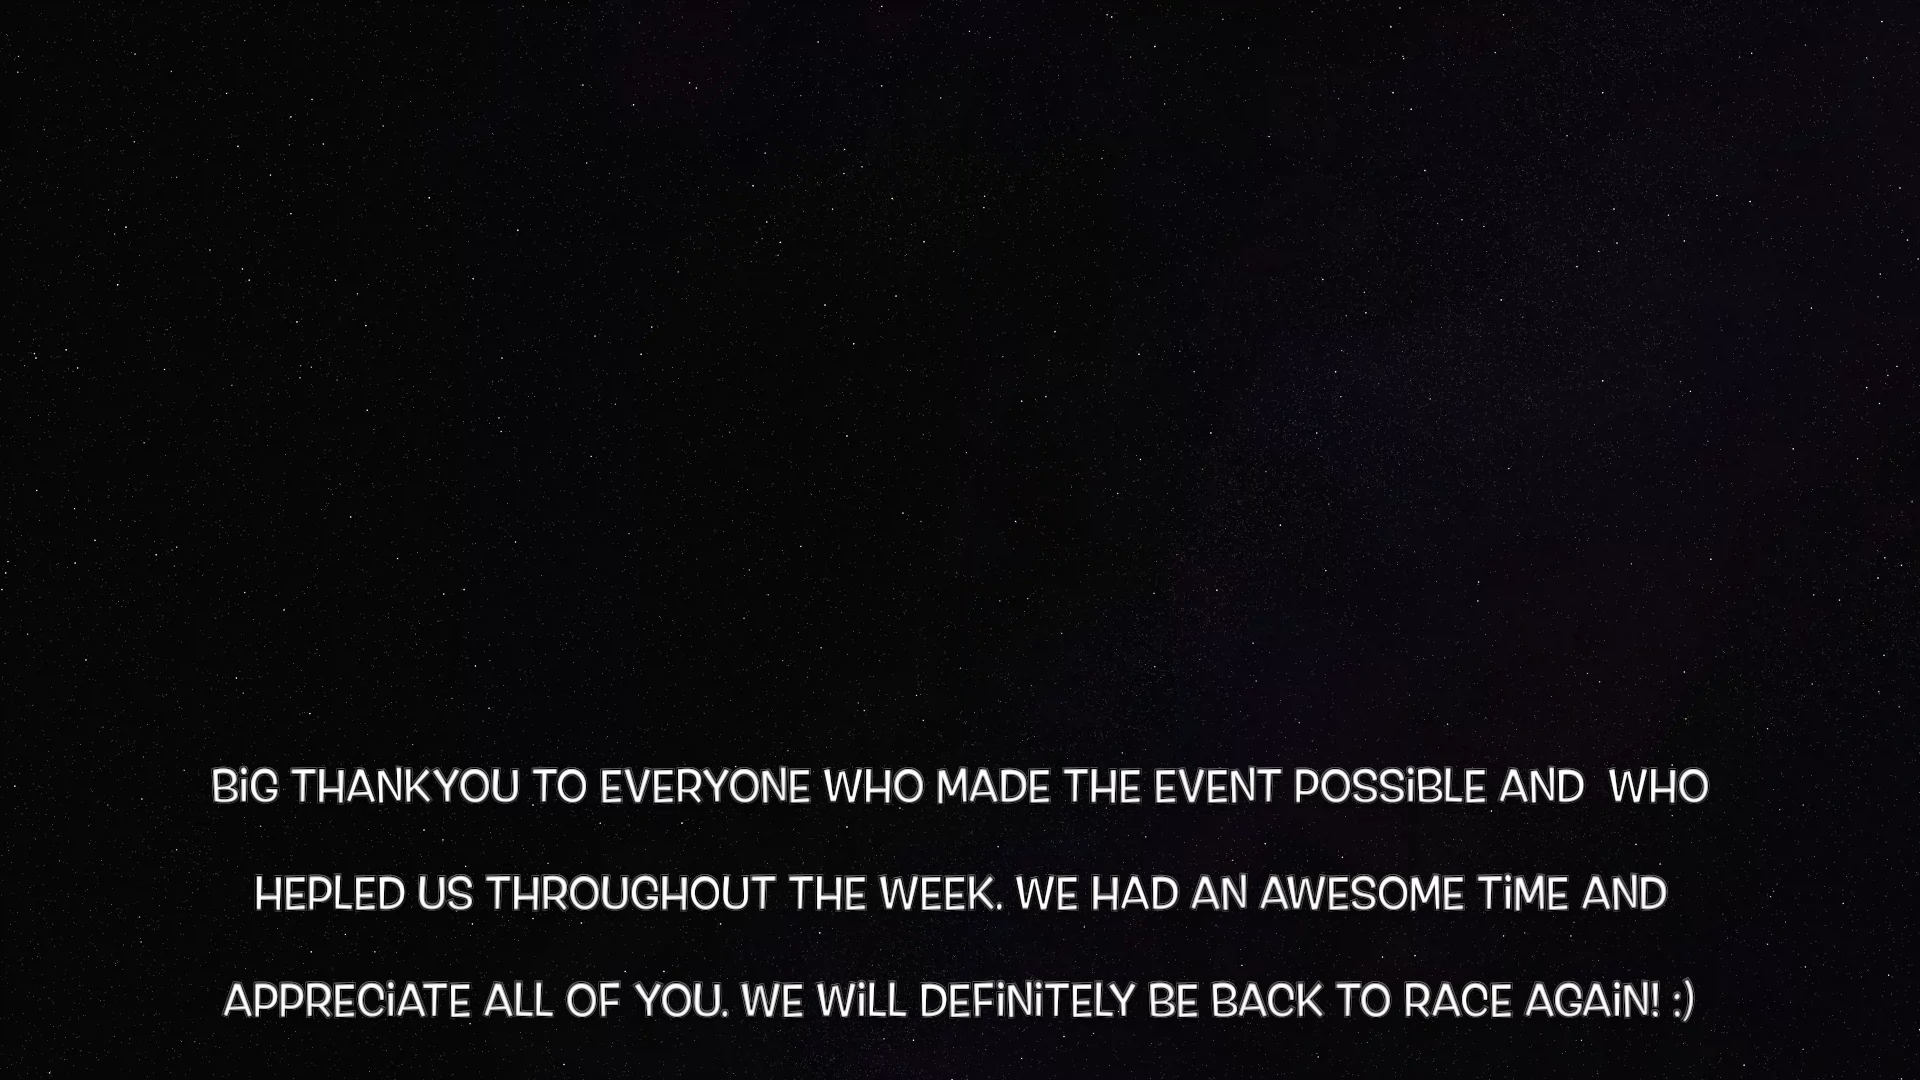 BiG THANKYOU TO EVERYONE WHO MADE THE EVENT POSSiBLE AND  WHO
HEPLED US THROUGHOUT THE WEEK. WE HAD AN AWESOME TiME AND
APPRECiATE ALL OF YOU. WE WiLL DEFiNiTELY BE BACK TO RACE AGAiN! :)